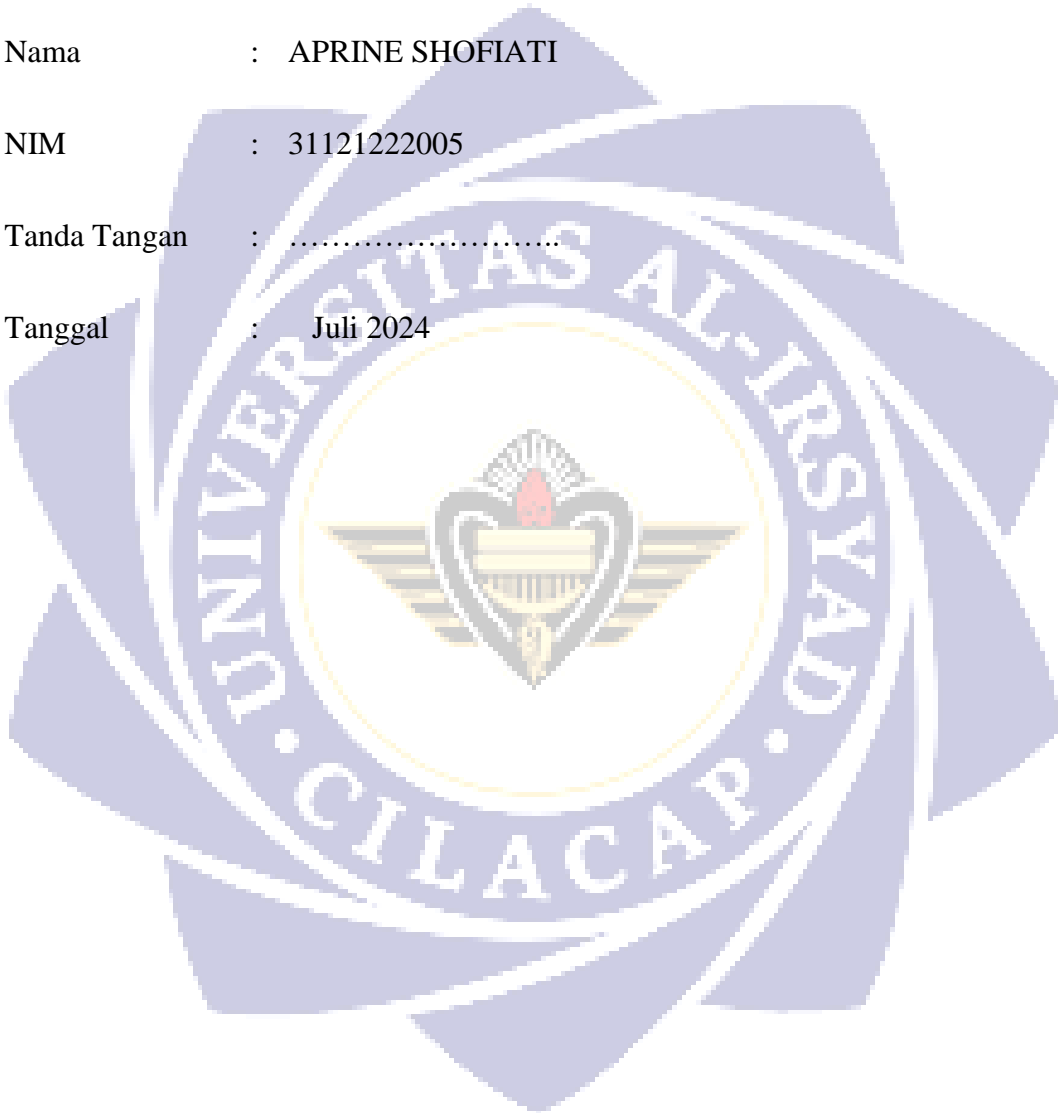 Nama : APRINE SHOFIATI
NIM : 31121222005
Tanda Tangan : ……………………..
Tanggal : Juli 2024
UNIVERSITAS AL-IRSYAD
CILACAP